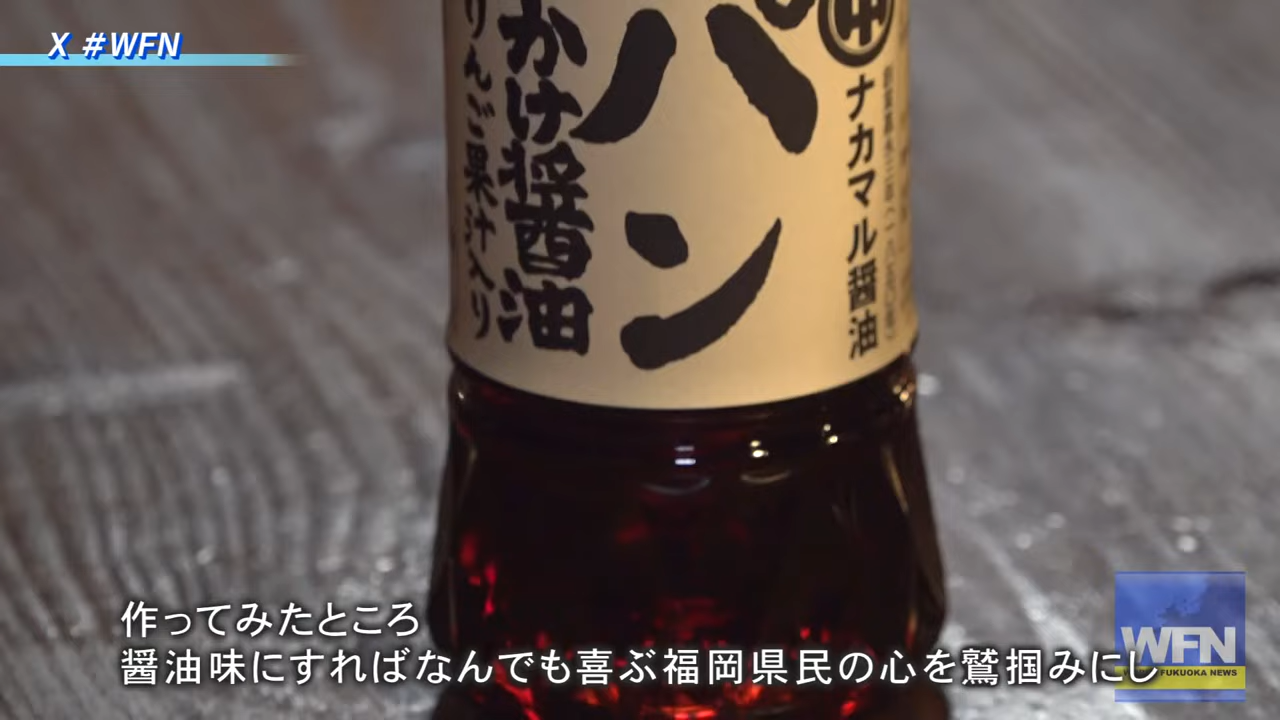 X #WFN
パン
かけ醤油
りんご果汁入り
ナカマル醤油
作ってみたところ
醤油味にすればなんでも喜ぶ福岡県民の心を鷲掴みにし
WFN
FUKUOKA NEWS